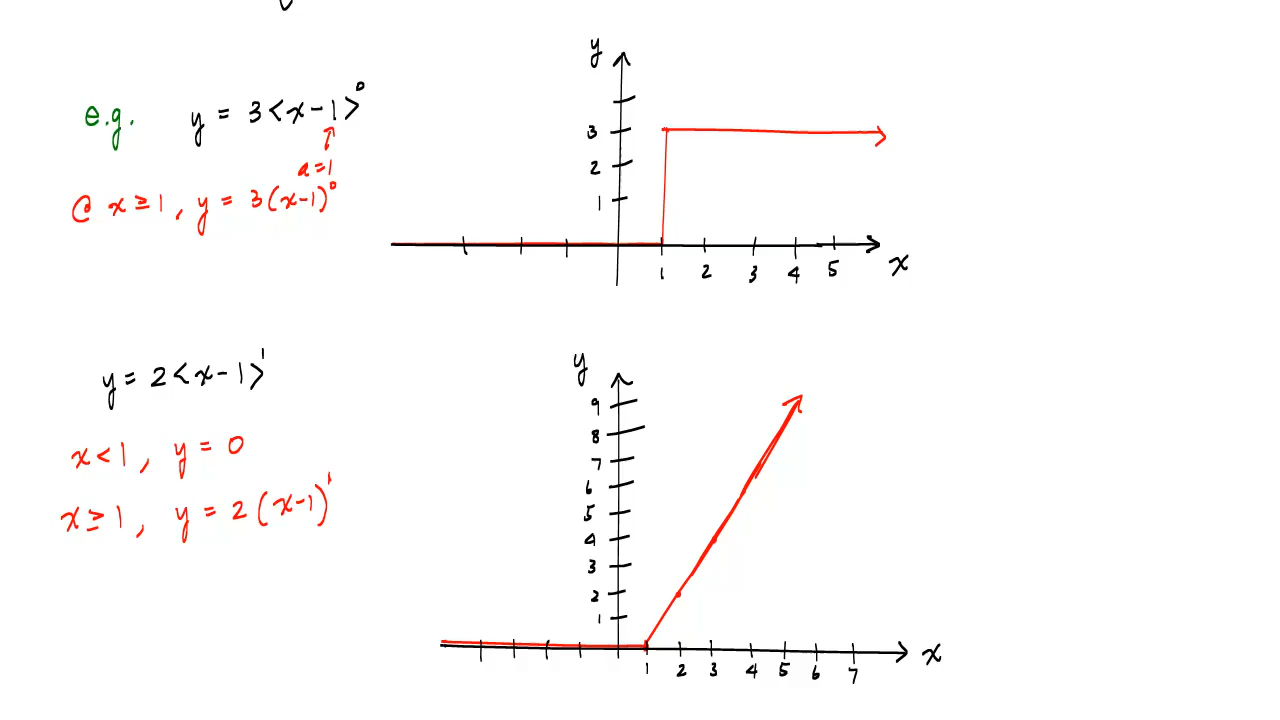 y
e.g. y = 3<x-1>⁰
a=1
@ x ≥ 1, y = 3(x-1)⁰
3
2
1
1 2 3 4 5
x
y = 2<x-1>¹
x < 1, y = 0
x ≥ 1, y = 2(x-1)¹
y
9
8
7
6
5
4
3
2
1
1 2 3 4 5 6 7
x